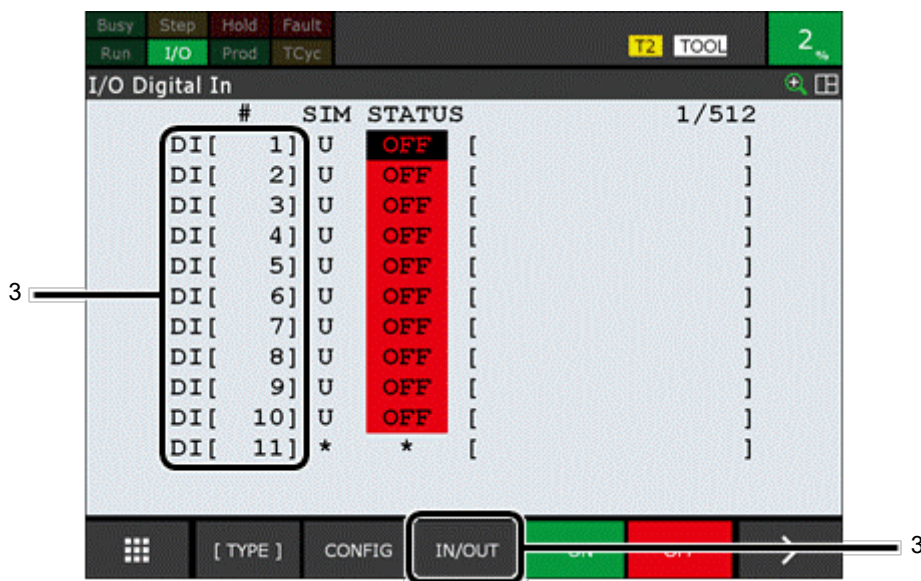 Busy Step Hold Fault
Run I/O Prod TCyc T2 TOOL 2 %
I/O Digital In
# SIM STATUS 1/512
DI[ 1] U OFF [ ]
DI[ 2] U OFF [ ]
DI[ 3] U OFF [ ]
DI[ 4] U OFF [ ]
DI[ 5] U OFF [ ]
3 DI[ 6] U OFF [ ]
DI[ 7] U OFF [ ]
DI[ 8] U OFF [ ]
DI[ 9] U OFF [ ]
DI[ 10] U OFF [ ]
DI[ 11] * * [ ]
[ TYPE ] CONFIG IN/OUT ON OFF > 3